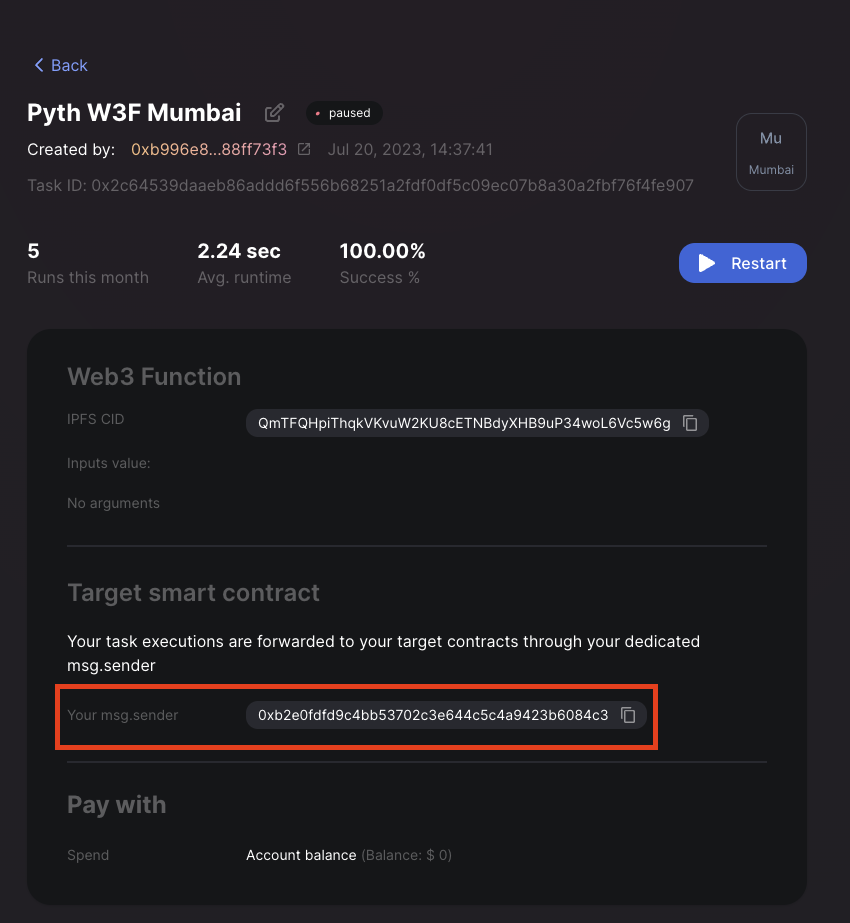 Back
Pyth W3F Mumbai
paused
Created by: 0xb996e8...88ff73f3 Jul 20, 2023, 14:37:41
Mu
Mumbai
Task ID: 0x2c64539daaeb86addd6f556b68251a2fdf0df5c09ec07b8a30a2fbf76f4fe907
5 2.24 sec 100.00%
Runs this month Avg. runtime Success %
Restart
Web3 Function
IPFS CID QmTFQHpiThqkVKvuW2KU8cETNBdyXHB9uP34woL6Vc5w6g
Inputs value:
No arguments
Target smart contract
Your task executions are forwarded to your target contracts through your dedicated
msg.sender
Your msg.sender 0xb2e0fdfd9c4bb53702c3e644c5c4a9423b6084c3
Pay with
Spend Account balance (Balance: $ 0)